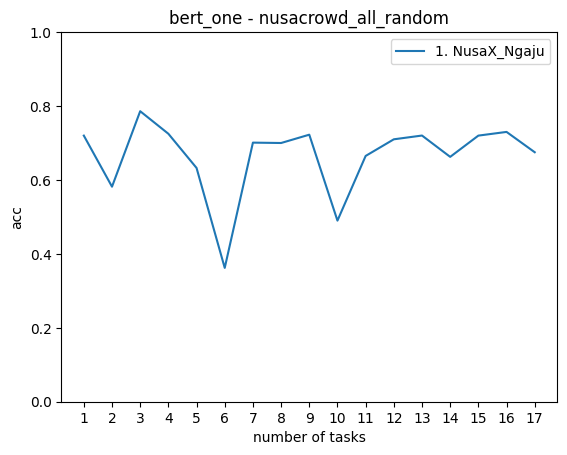 bert_one - nusacrowd_all_random
1. NusaX_Ngaju
acc
1.0
0.8
0.6
0.4
0.2
0.0
1 2 3 4 5 6 7 8 9 10 11 12 13 14 15 16 17
number of tasks